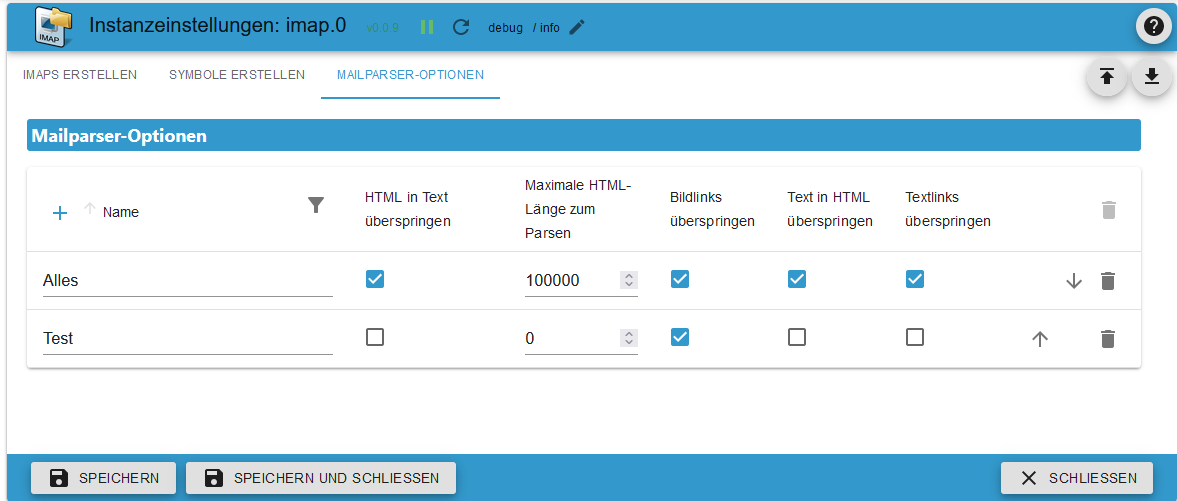 IMAP
Instanzeinstellungen: imap.0 v0.0.9 debug / info
IMAPS ERSTELLEN SYMBOLE ERSTELLEN MAILPARSER-OPTIONEN
Mailparser-Optionen
Name
HTML in Text
überspringen
Maximale HTML-
Länge zum
Parsen
Bildlinks
überspringen
Text in HTML
überspringen
Textlinks
überspringen
Alles 100000
Test 0
SPEICHERN SPEICHERN UND SCHLIESSEN SCHLIESSEN